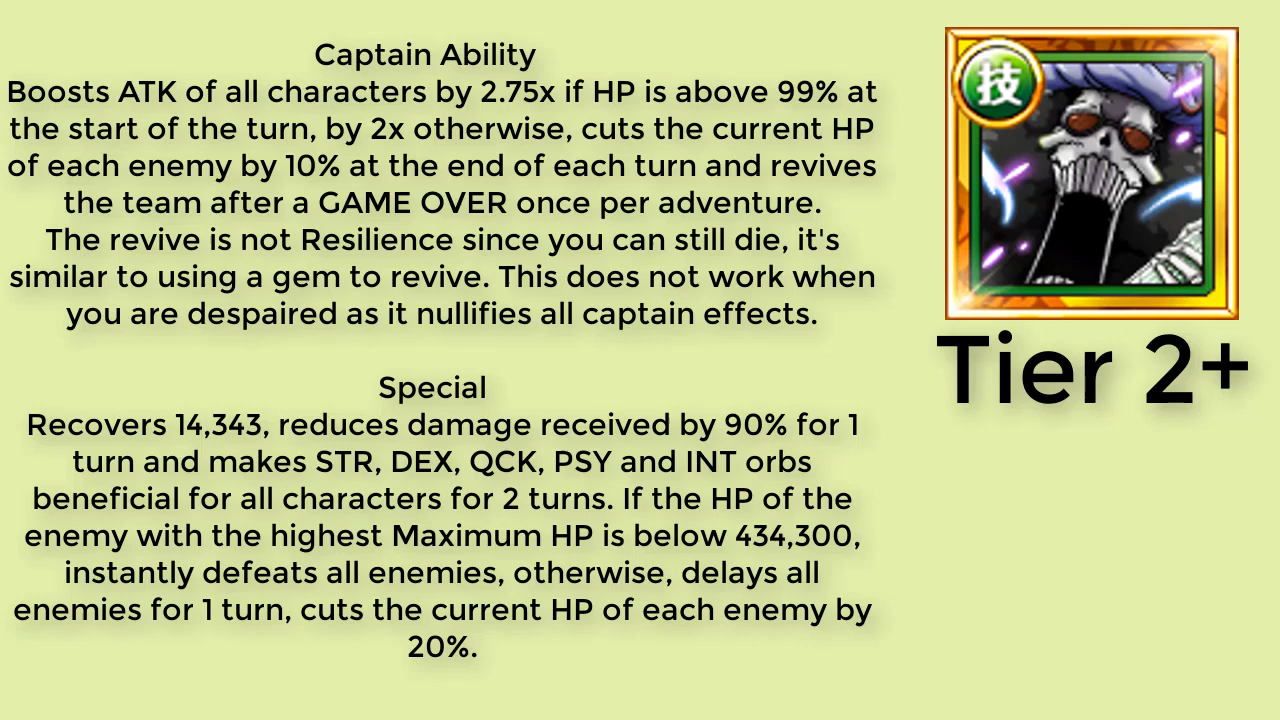 Captain Ability
Boosts ATK of all characters by 2.75x if HP is above 99% at
the start of the turn, by 2x otherwise, cuts the current HP
of each enemy by 10% at the end of each turn and revives
the team after a GAME OVER once per adventure.
The revive is not Resilience since you can still die, it's
similar to using a gem to revive. This does not work when
you are despaired as it nullifies all captain effects.
Special
Recovers 14,343, reduces damage received by 90% for 1
turn and makes STR, DEX, QCK, PSY and INT orbs
beneficial for all characters for 2 turns. If the HP of the
enemy with the highest Maximum HP is below 434,300,
instantly defeats all enemies, otherwise, delays all
enemies for 1 turn, cuts the current HP of each enemy by
20%.
技
Tier 2+